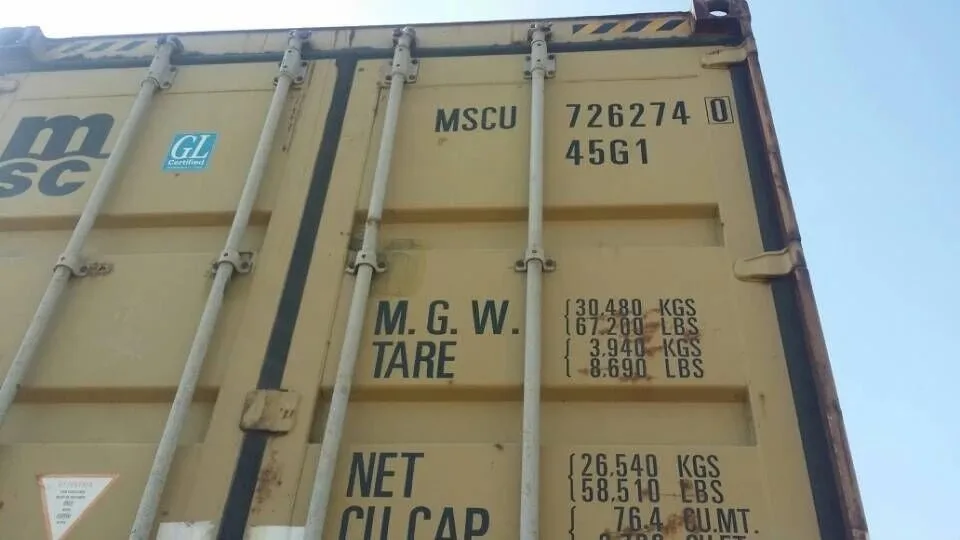 msc
GL
Certified
MSCU 726274 0
45G1
M. G. W. 30.480 KGS
67.200 LBS
TARE 3.940 KGS
8.690 LBS
NET 26.540 KGS
58.510 LBS
CU.CAP 76.4 CU.MT.